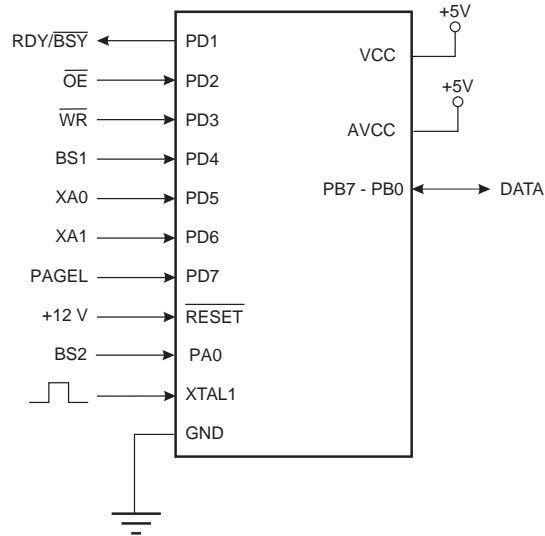 +5V
RDY/BSY PD1
VCC
OE PD2
+5V
WR PD3
AVCC
BS1 PD4
XA0 PD5 PB7 - PB0 DATA
XA1 PD6
PAGEL PD7
+12 V RESET
BS2 PA0
XTAL1
GND